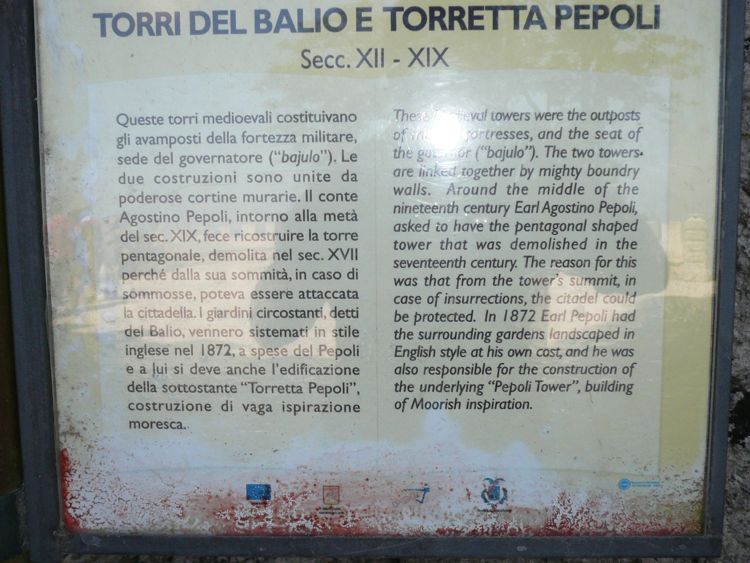 TORRI DEL BALIO E TORRETTA PEPOLI
Secc. XII - XIX
Queste torri medioevali costituivano
gli avamposti della fortezza militare,
sede del governatore ("bajulo"). Le
due costruzioni sono unite da
poderose cortine murarie. Il conte
Agostino Pepoli, intorno alla metà
del sec. XIX, fece ricostruire la torre
pentagonale, demolita nel sec. XVII
perché dalla sua sommità, in caso di
sommosse, poteva essere attaccata
la cittadella. I giardini circostanti, detti
del Balio, vennero sistemati in stile
inglese nel 1872, a spese del Pepoli
e a lui si deve anche l'edificazione
della sottostante "Torretta Pepoli",
costruzione di vaga ispirazione
moresca.
These medieval towers were the outposts
of fortresses, and the seat of
the governor ("bajulo"). The two towers
are linked together by mighty boundry
walls. Around the middle of the
nineteenth century Earl Agostino Pepoli,
asked to have the pentagonal shaped
tower that was demolished in the
seventeenth century. The reason for this
was that from the tower's summit, in
case of insurrections, the citadel could
be protected. In 1872 Earl Pepoli had
the surrounding gardens landscaped in
English style at his own cost, and he was
also responsible for the construction of
the underlying "Pepoli Tower", building
of Moorish inspiration.